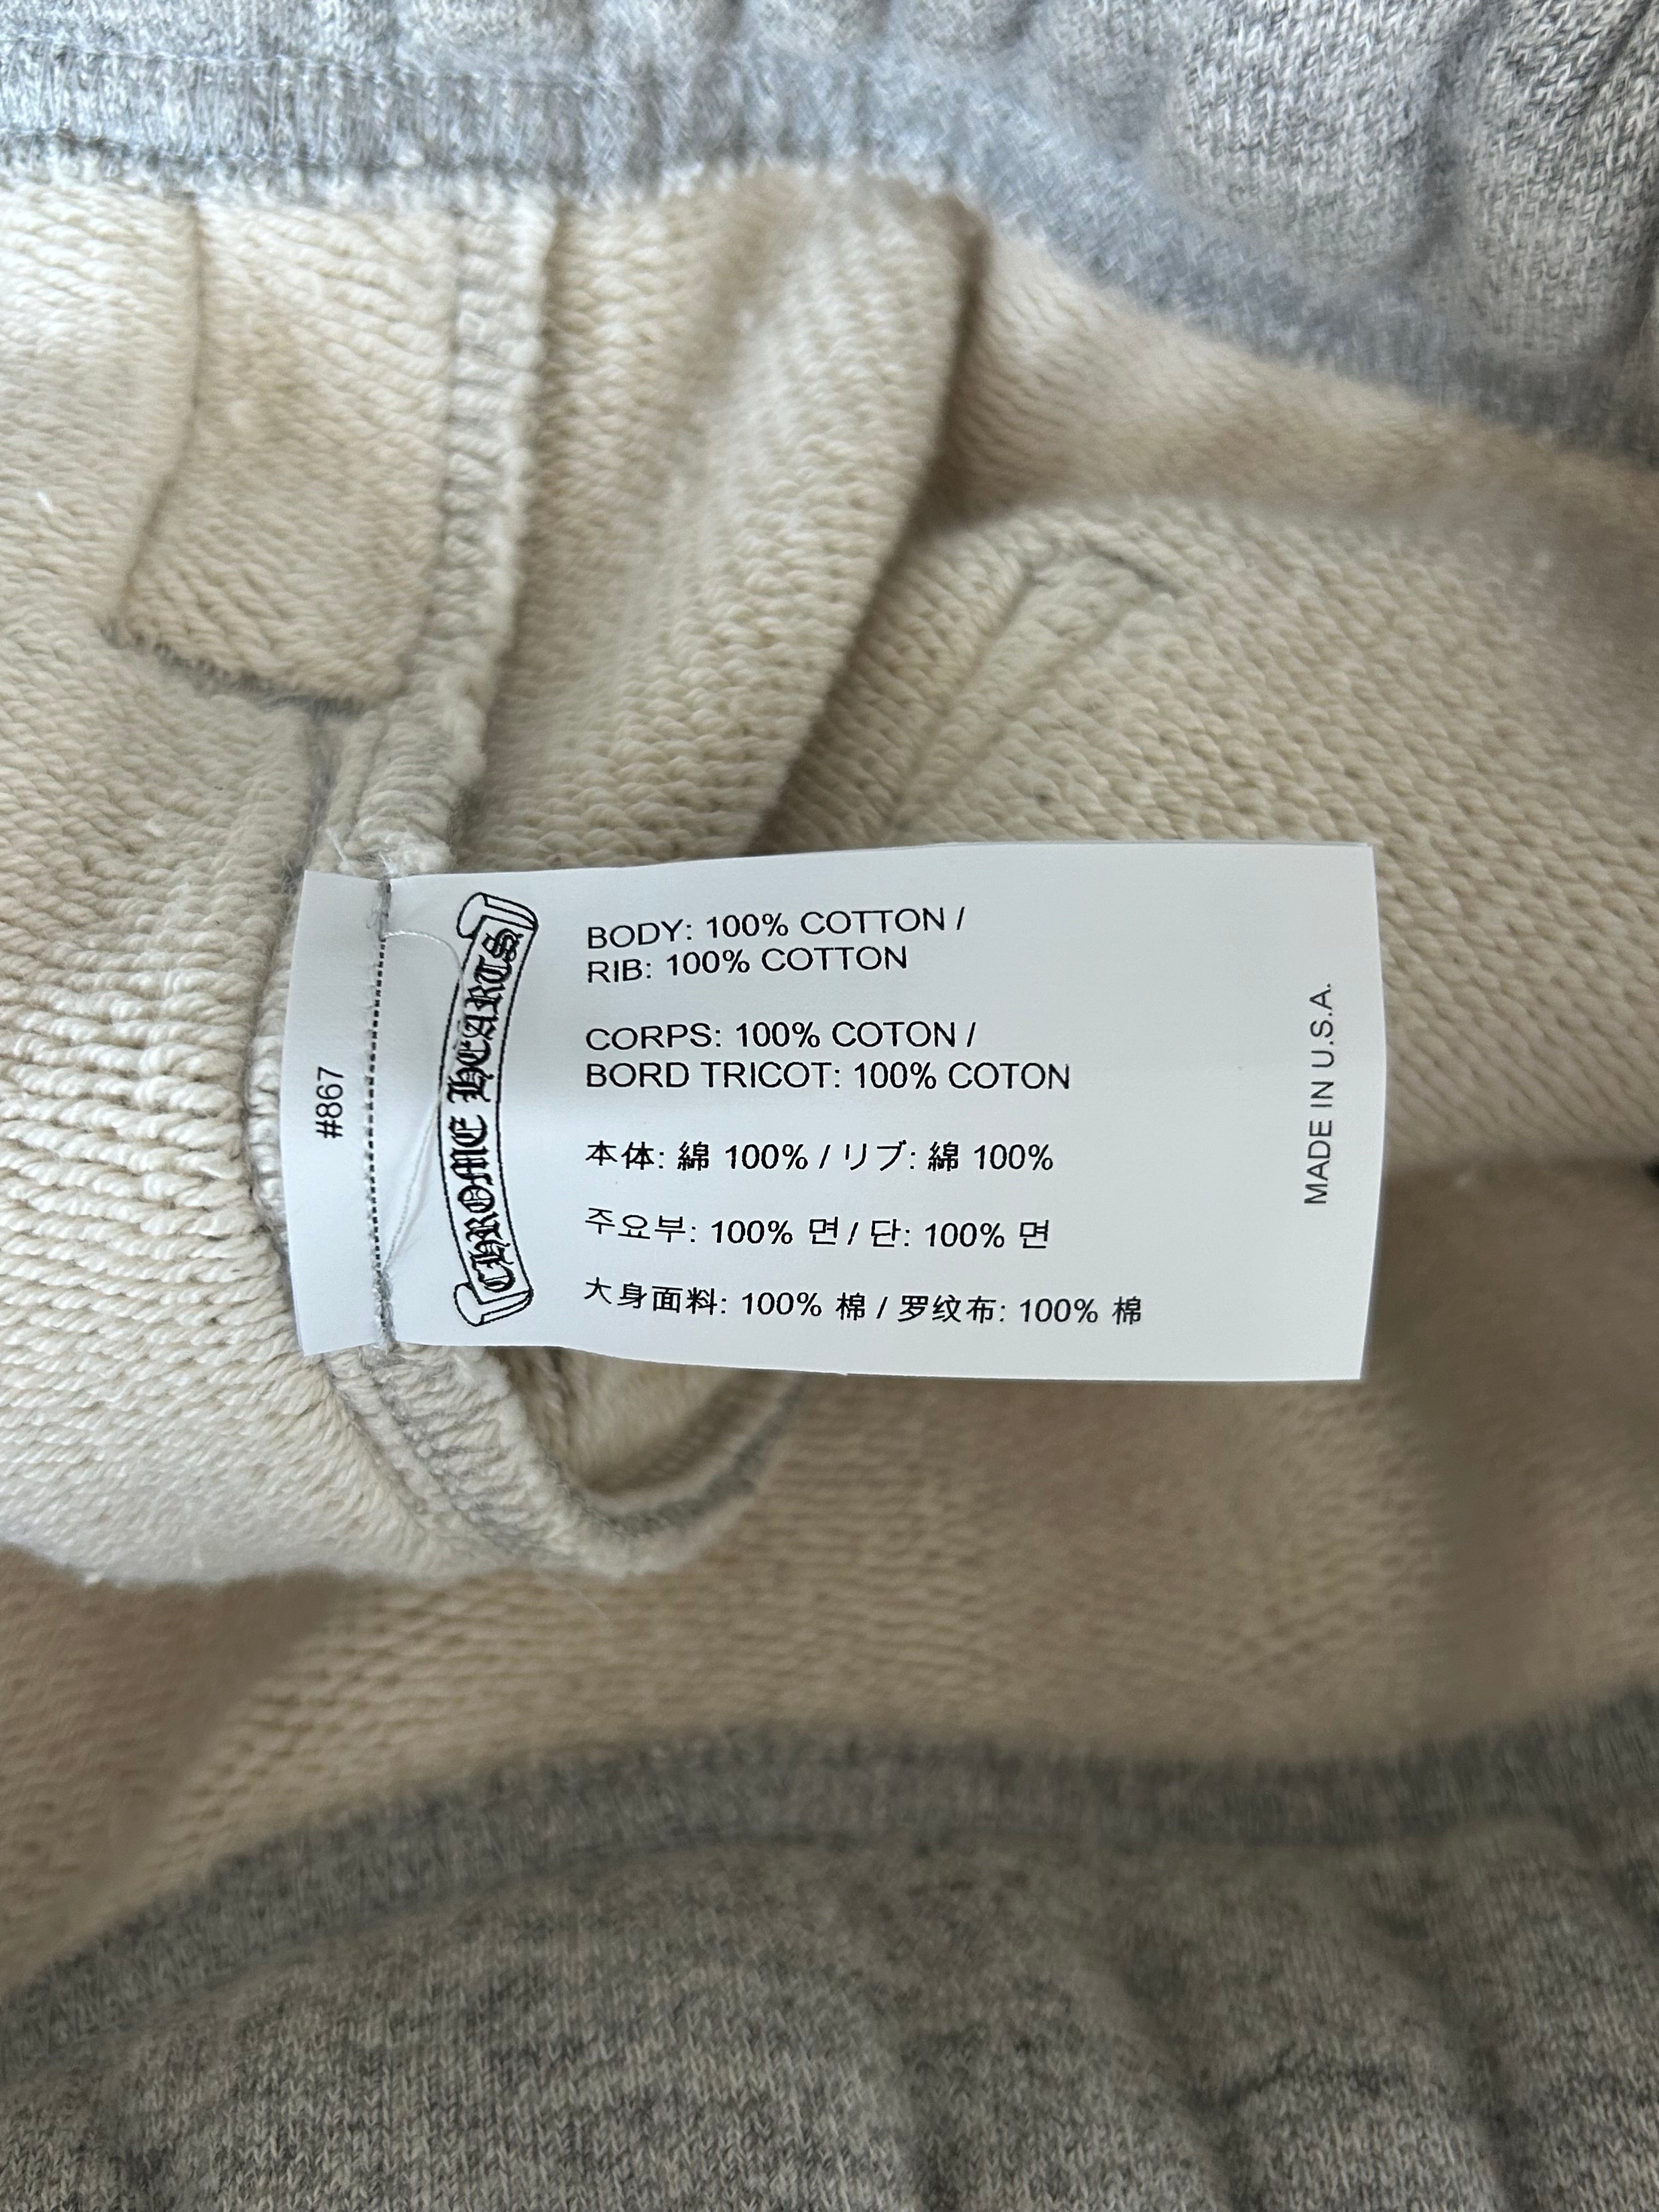 #867
CHROME HEARTS
BODY: 100% COTTON /
RIB: 100% COTTON
CORPS: 100% COTON /
BORD TRICOT: 100% COTON
本体: 綿 100% / リブ: 綿 100%
주요부: 100% 면 / 단: 100% 면
大身面料: 100% 棉 / 罗纹布: 100% 棉
MADE IN U.S.A.